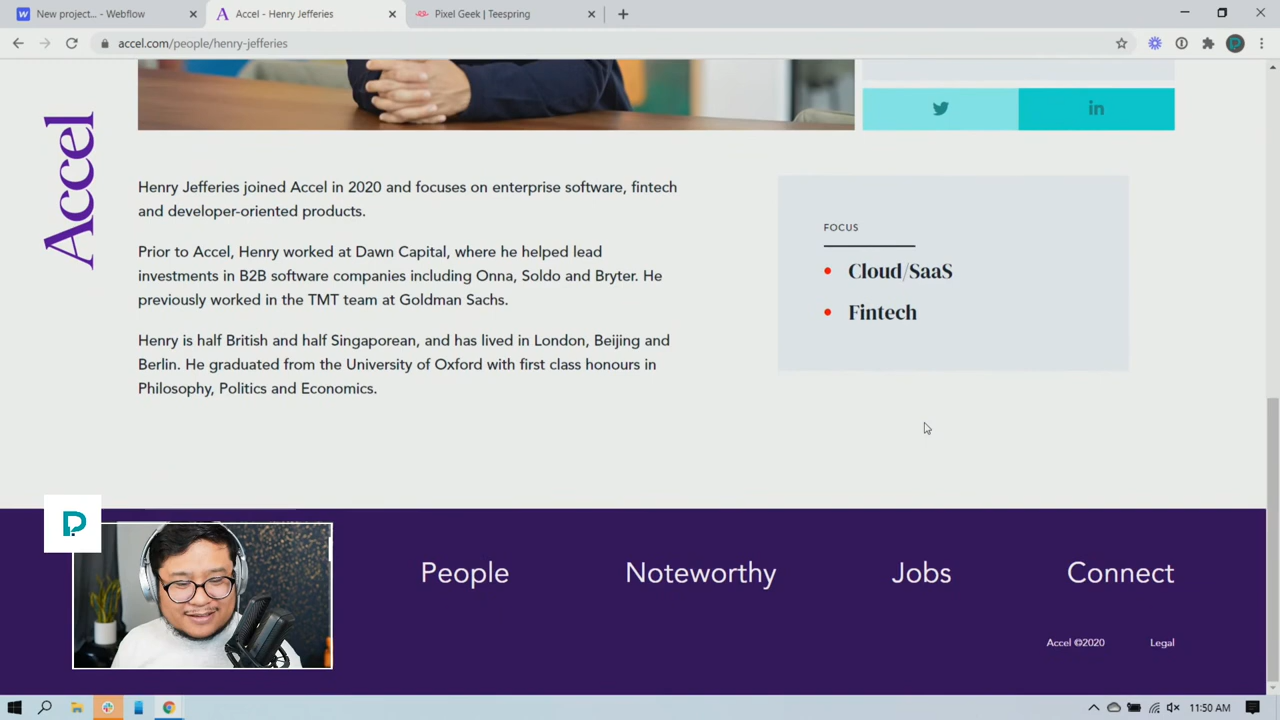 New project... - Webflow
Accel - Henry Jefferies
Pixel Geek | Teespring
accel.com/people/henry-jefferies
Accel
in
Henry Jefferies joined Accel in 2020 and focuses on enterprise software, fintech
and developer-oriented products.
Prior to Accel, Henry worked at Dawn Capital, where he helped lead
investments in B2B software companies including Onna, Soldo and Bryter. He
previously worked in the TMT team at Goldman Sachs.
Henry is half British and half Singaporean, and has lived in London, Beijing and
Berlin. He graduated from the University of Oxford with first class honours in
Philosophy, Politics and Economics.
FOCUS
Cloud/SaaS
Fintech
People
Noteworthy
Jobs
Connect
Accel ©2020
Legal
11:50 AM